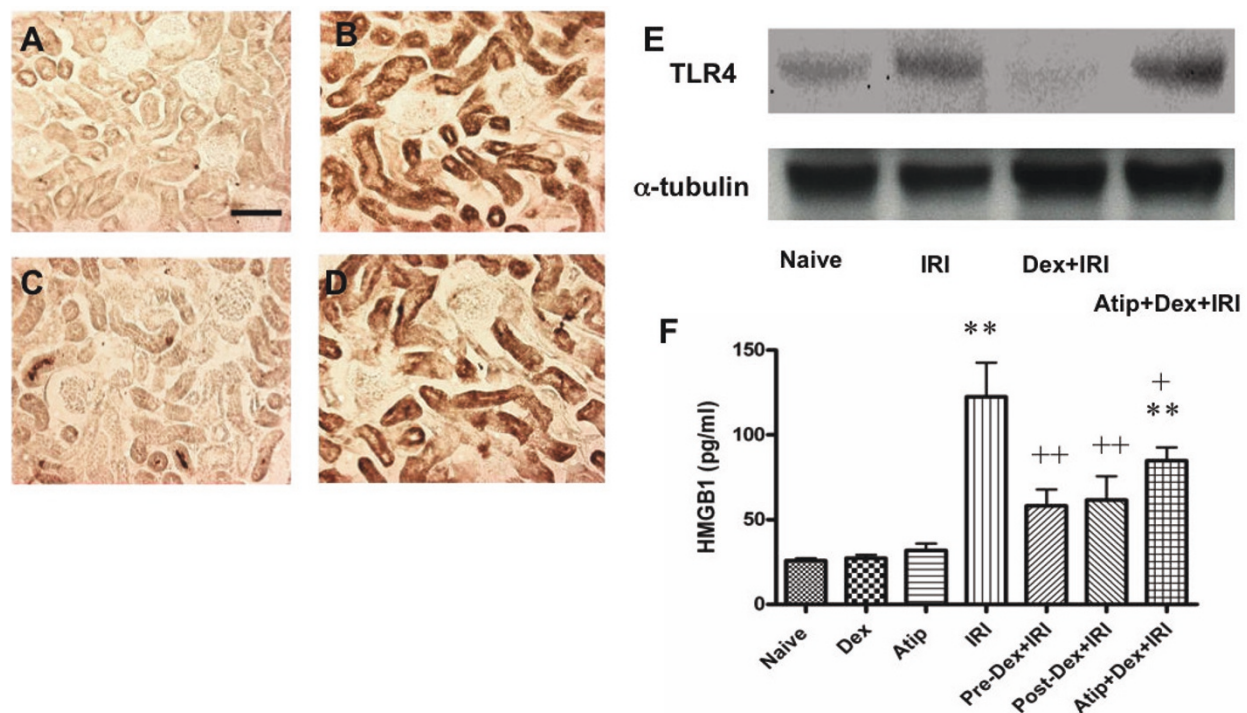 A
B
C
D
E
TLR4
α-tubulin
Naive
IRI
Dex+IRI
Atip+Dex+IRI
F
150
100
50
0
HMGB1 (pg/ml)
**
++
++
+
**
Naive
Dex
Atip
IRI
Pre-Dex+IRI
Post-Dex+IRI
Atip+Dex+IRI